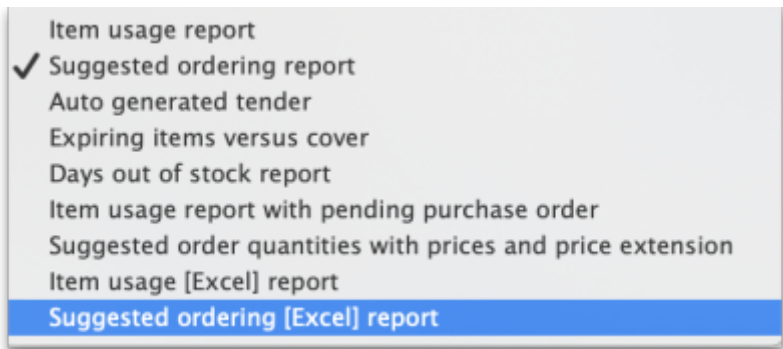 Item usage report
✓ Suggested ordering report
Auto generated tender
Expiring items versus cover
Days out of stock report
Item usage report with pending purchase order
Suggested order quantities with prices and price extension
Item usage [Excel] report
Suggested ordering [Excel] report